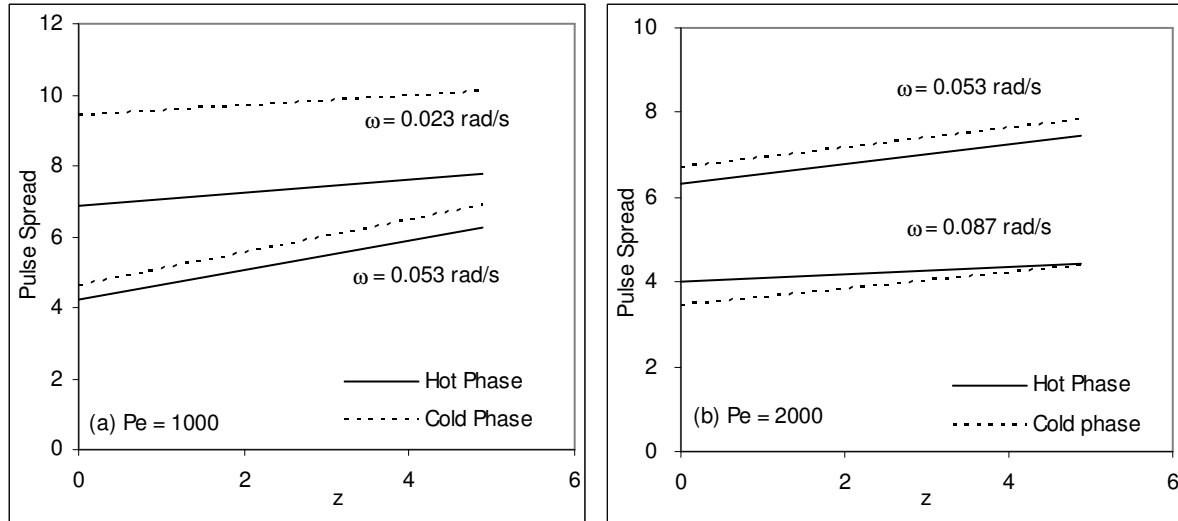 12
10
8
6
4
2
0
Pulse Spread
ω = 0.023 rad/s
ω = 0.053 rad/s
Hot Phase
Cold Phase
(a) Pe = 1000
0
2
4
6
z
10
8
6
4
2
0
Pulse Spread
ω = 0.053 rad/s
ω = 0.087 rad/s
Hot Phase
Cold phase
(b) Pe = 2000
0
2
4
6
z